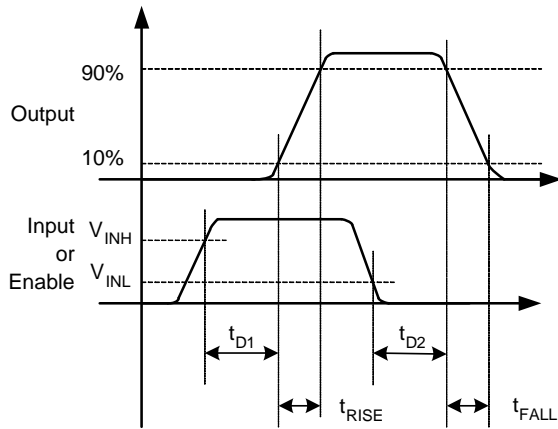 90%
Output
10%
Input
or
Enable
V_INH
V_INL
t_D1
t_D2
t_RISE
t_FALL